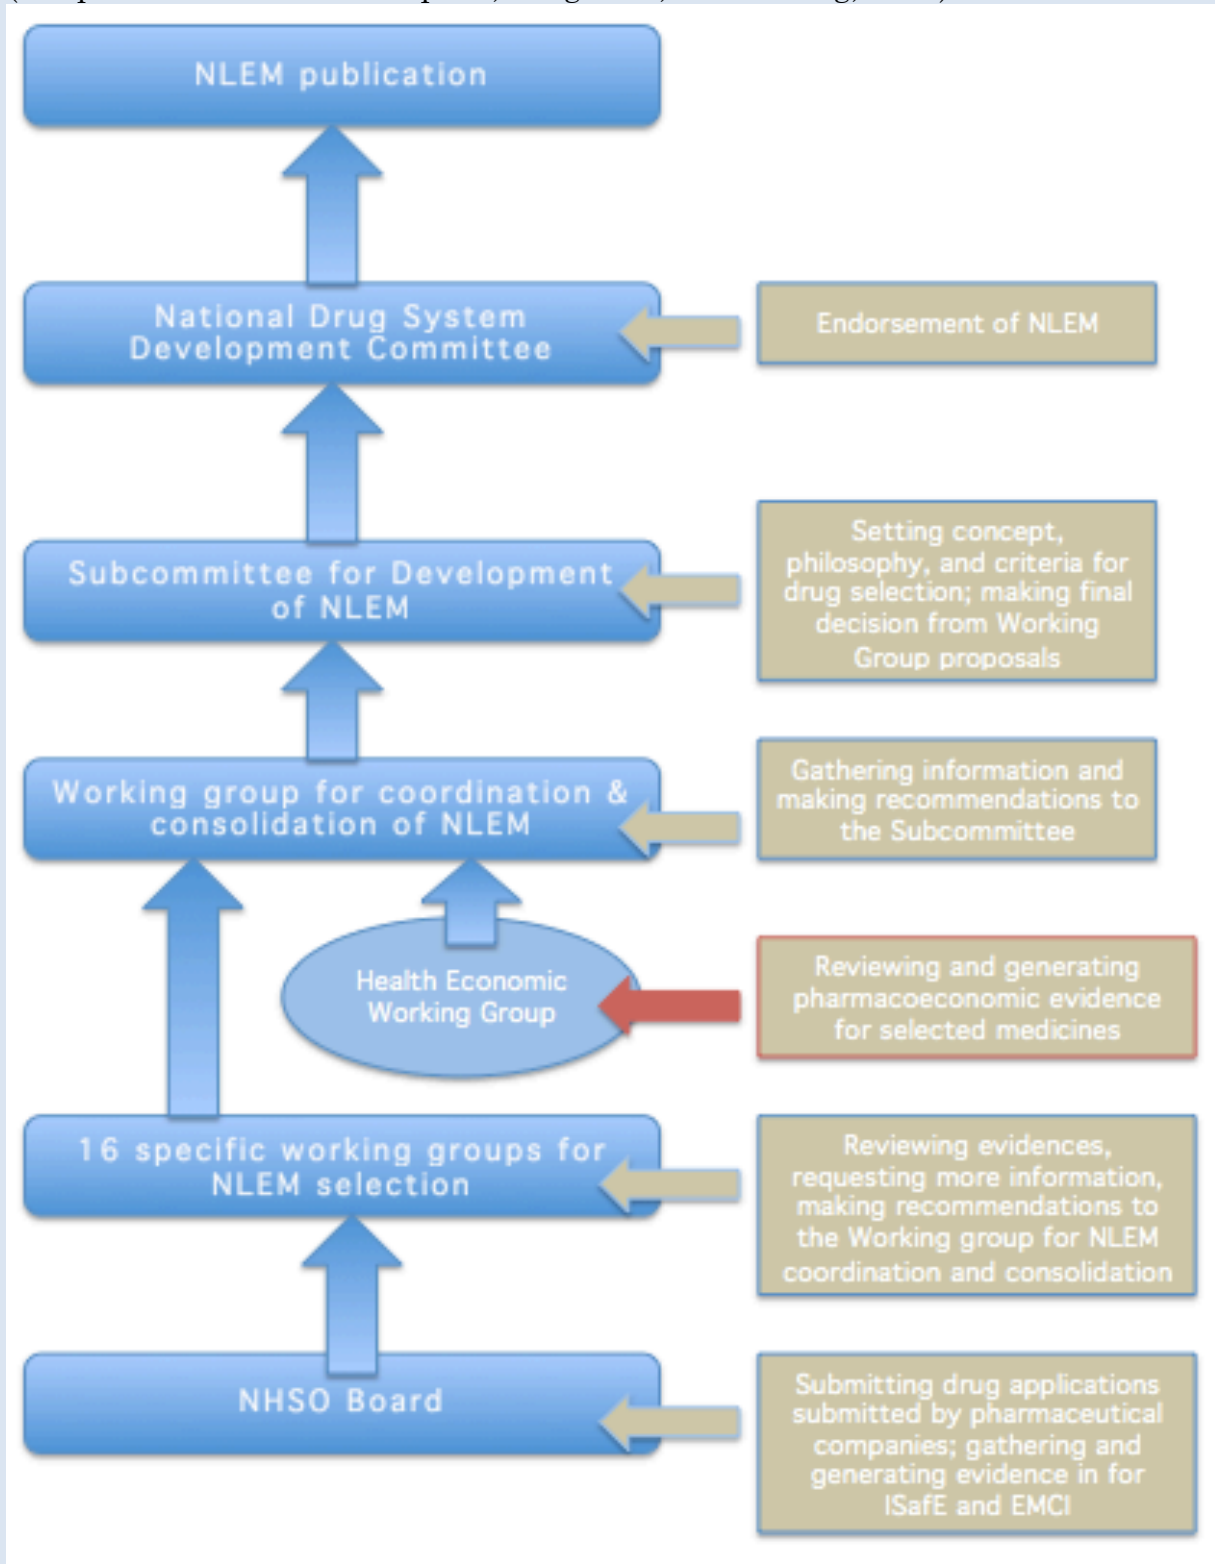 NLEM publication
National Drug System
Development Committee
Endorsement of NLEM
Subcommittee for Development
of NLEM
Setting concept,
philosophy, and criteria for
drug selection; making final
decision from Working
Group proposals
Working group for coordination &
consolidation of NLEM
Gathering information and
making recommendations to
the Subcommittee
Health Economic
Working Group
Reviewing and generating
pharmacoeconomic evidence
for selected medicines
16 specific working groups for
NLEM selection
Reviewing evidences,
requesting more information,
making recommendations to
the Working group for NLEM
coordination and consolidation
NHSO Board
Submitting drug applications
submitted by pharmaceutical
companies; gathering and
generating evidence in for
ISafE and EMCI